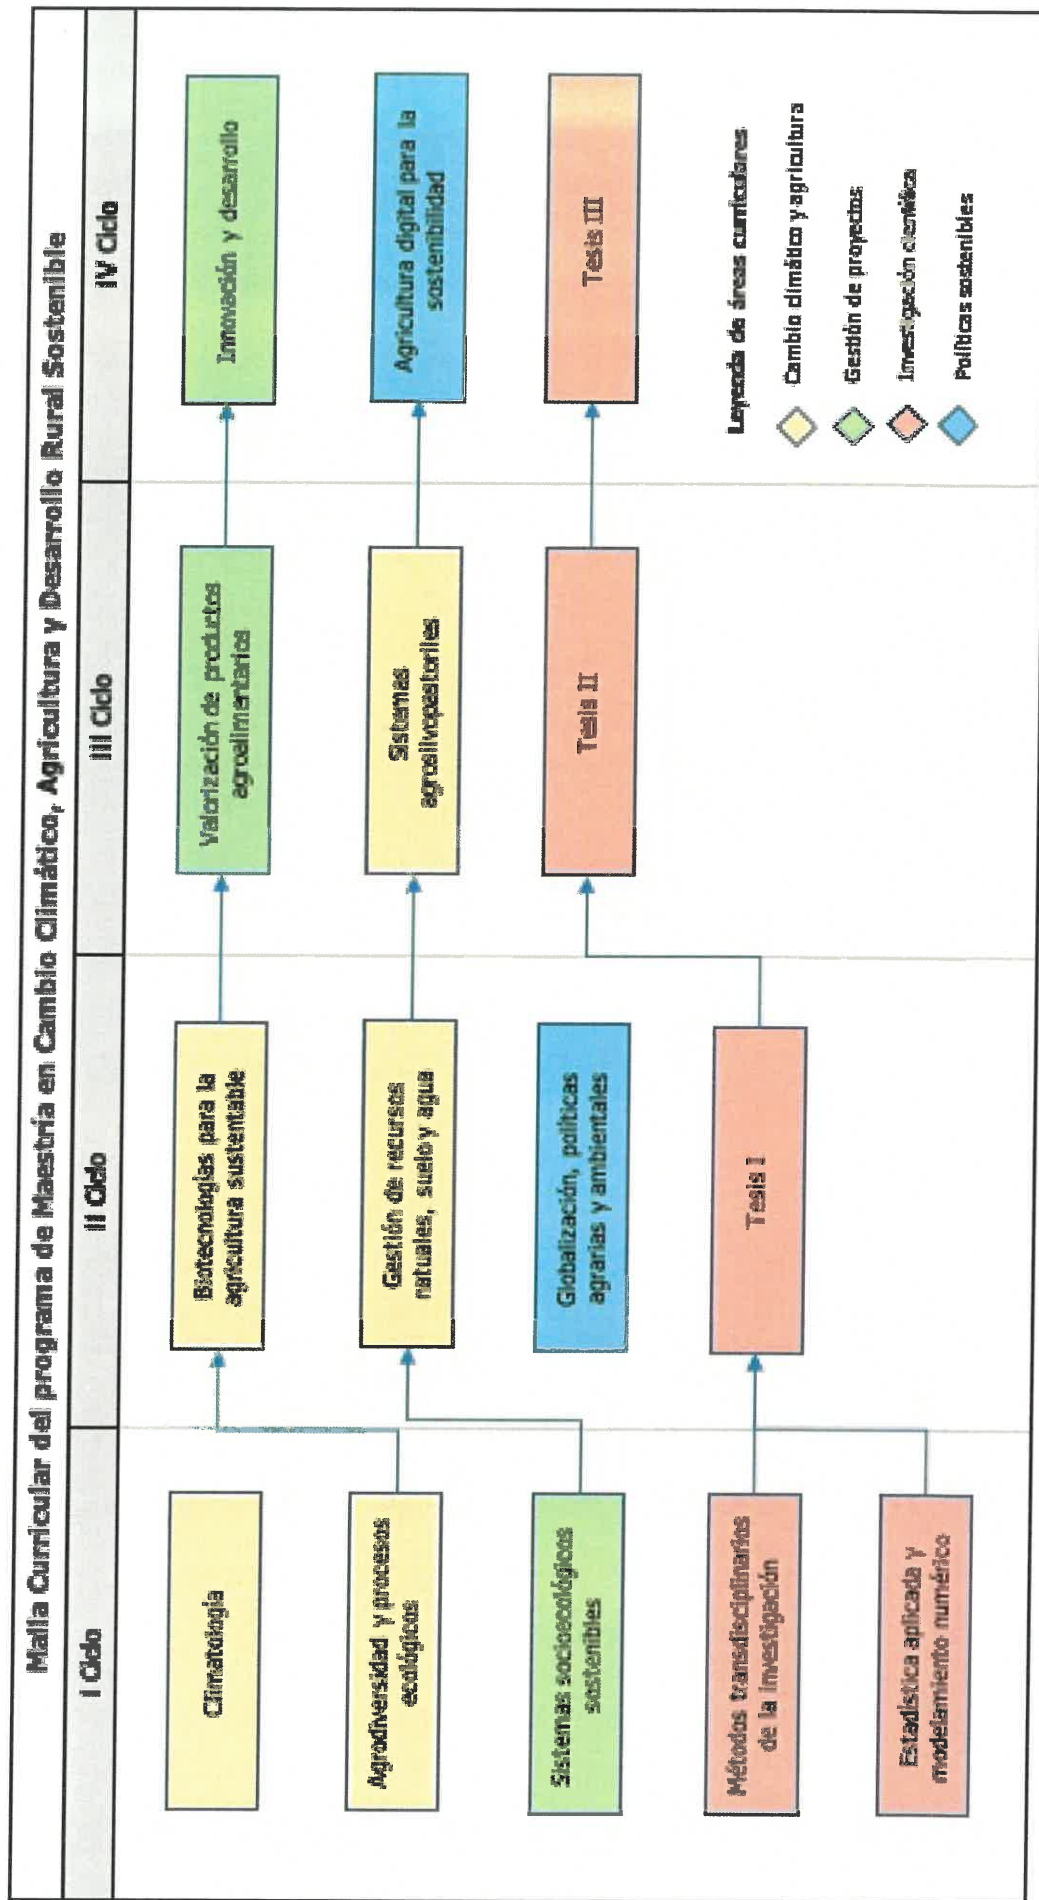 Malla Curricular del programa de Maestría en Cambio Climático, Agricultura y Desarrollo Rural Sostenible
I Ciclo
II Ciclo
III Ciclo
IV Ciclo
Climatología
Agrodiversidad y procesos
ecológicos
Sistemas socioecológicos
sostenibles
Métodos transdisciplinarios
de la investigación
Estadística aplicada y
modelamiento numérico
Biotecnologías para la
agricultura sustentable
Gestión de recursos
natuales, suelo y agua
Globalización, políticas
agrarias y ambientales
Tesis I
Valorización de productos
agroalimentarios
Sistemas
agrosilvopastoriles
Tesis II
Innovación y desarrollo
Agricultura digital para la
sostenibilidad
Tesis III
Leyenda de áreas curriculares
Cambio climático y agricultura
Gestión de proyectos
Investigación científica
Políticas sostenibles